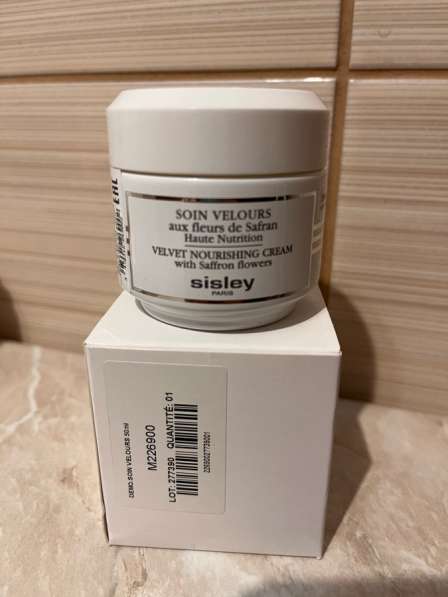 SOIN VELOURS
aux fleurs de Safran
Haute Nutrition
VELVET NOURISHING CREAM
with Saffron flowers
sisley
PARIS
EAC
DEMO.SOIN VELOURS 50ml
M226900
LOT: 277390 QUANTITÉ: 01